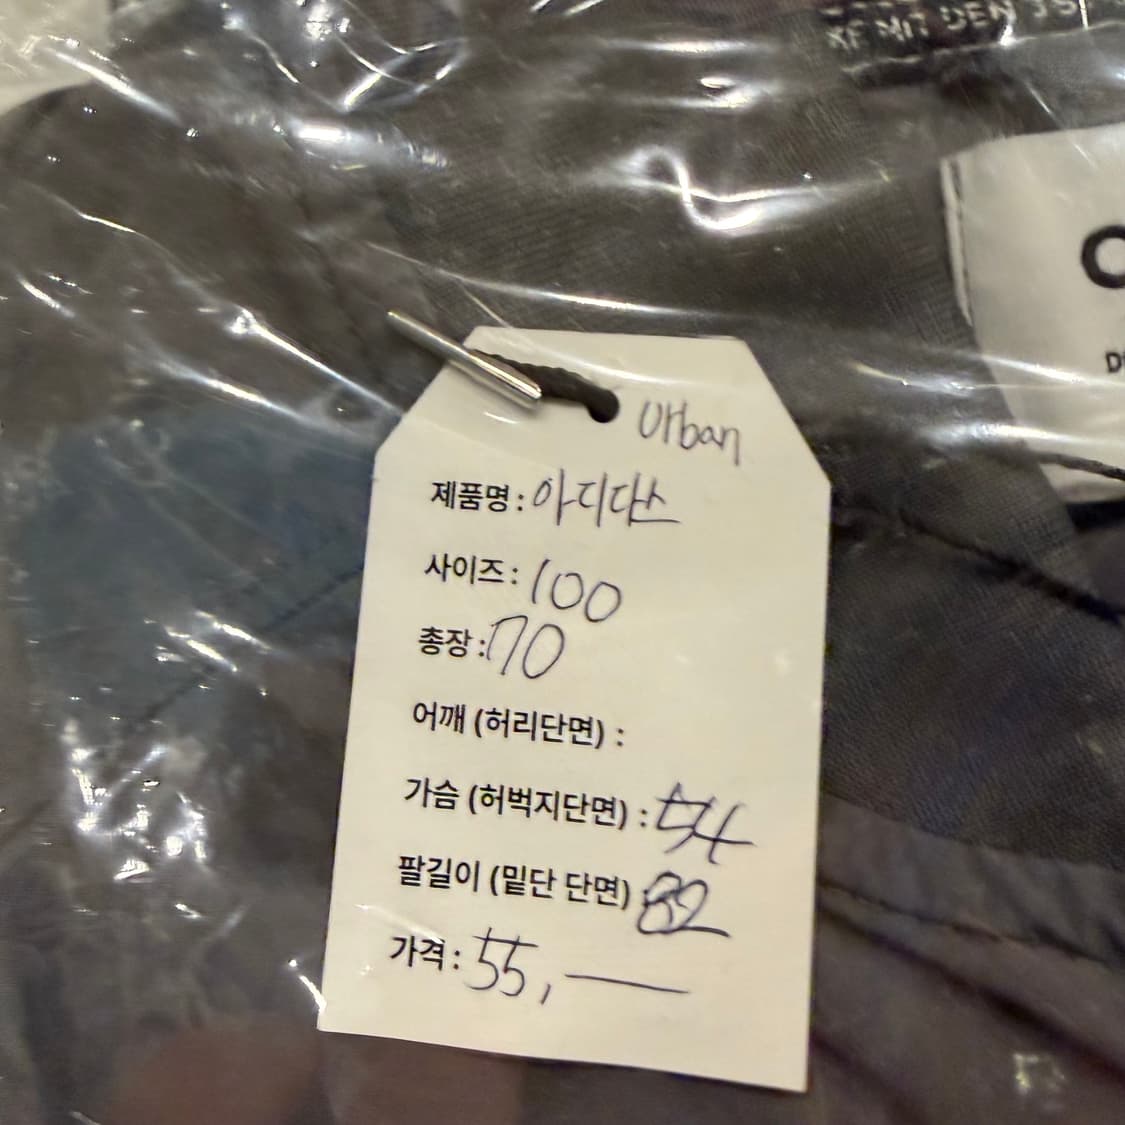 Urban
제품명 : 아디다스
사이즈 : 100
총장 : 70
어깨 (허리단면) :
가슴 (허벅지단면) : 54
팔길이 (밑단 단면) 82
가격 : 55,—